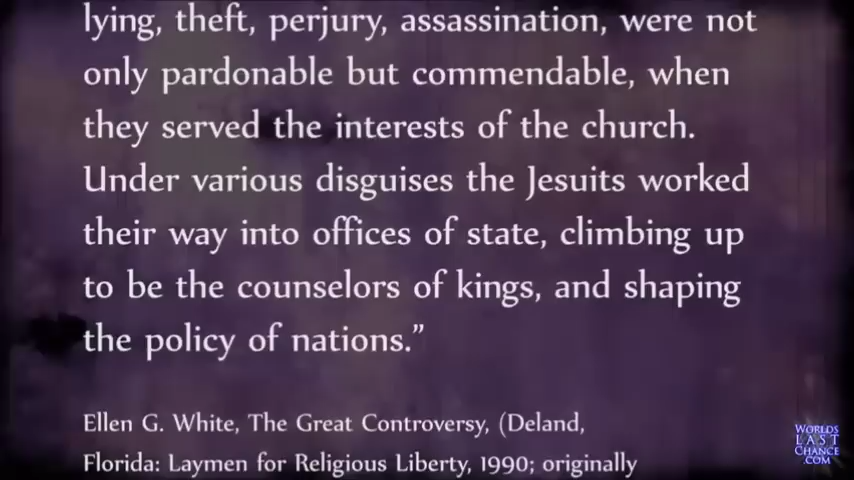 lying, theft, perjury, assassination, were not
only pardonable but commendable, when
they served the interests of the church.
Under various disguises the Jesuits worked
their way into offices of state, climbing up
to be the counselors of kings, and shaping
the policy of nations.”
Ellen G. White, The Great Controversy, (Deland,
Florida: Laymen for Religious Liberty, 1990; originally
WORLDS
LAST
CHANCE
.COM